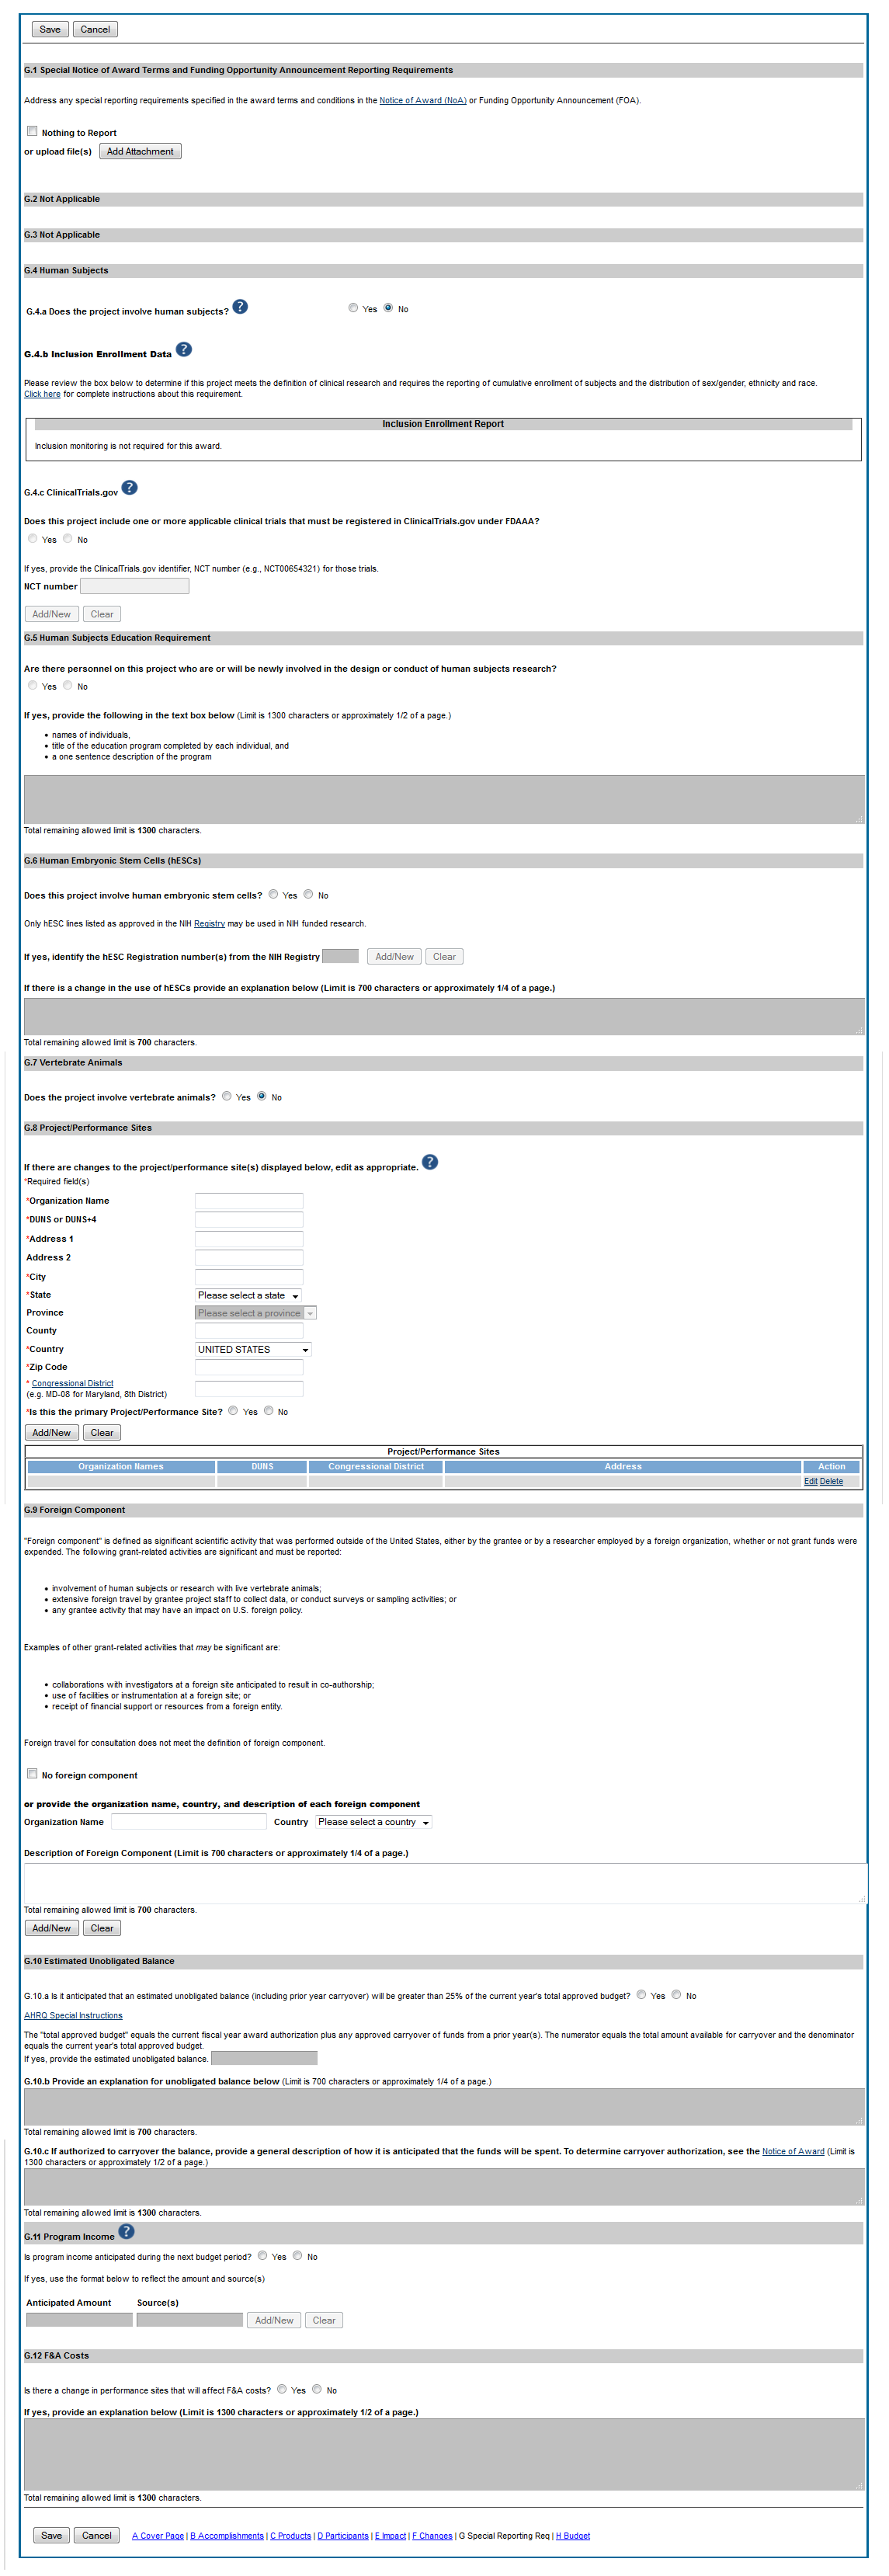 Save Cancel
G.1 Special Notice of Award Terms and Funding Opportunity Announcement Reporting Requirements
Address any special reporting requirements specified in the award terms and conditions in the Notice of Award (NoA) or Funding Opportunity Announcement (FOA).
Nothing to Report
or upload file(s) Add Attachment
G.2 Not Applicable
G.3 Not Applicable
G.4 Human Subjects
G.4.a Does the project involve human subjects? ? Yes No
G.4.b Inclusion Enrollment Data ?
Please review the box below to determine if this project meets the definition of clinical research and requires the reporting of cumulative enrollment of subjects and the distribution of sex/gender, ethnicity and race.
Click here for complete instructions about this requirement.
Inclusion Enrollment Report
Inclusion monitoring is not required for this award.
G.4.c ClinicalTrials.gov ?
Does this project include one or more applicable clinical trials that must be registered in ClinicalTrials.gov under FDAAA?
Yes No
If yes, provide the ClinicalTrials.gov identifier, NCT number (e.g., NCT00654321) for those trials.
NCT number
Add/New Clear
G.5 Human Subjects Education Requirement
Are there personnel on this project who are or will be newly involved in the design or conduct of human subjects research?
Yes No
If yes, provide the following in the text box below (Limit is 1300 characters or approximately 1/2 of a page.)
• names of individuals,
• title of the education program completed by each individual, and
• a one sentence description of the program
Total remaining allowed limit is 1300 characters.
G.6 Human Embryonic Stem Cells (hESCs)
Does this project involve human embryonic stem cells? Yes No
Only hESC lines listed as approved in the NIH Registry may be used in NIH funded research.
If yes, identify the hESC Registration number(s) from the NIH Registry Add/New Clear
If there is a change in the use of hESCs provide an explanation below (Limit is 700 characters or approximately 1/4 of a page.)
Total remaining allowed limit is 700 characters.
G.7 Vertebrate Animals
Does the project involve vertebrate animals? Yes No
G.8 Project/Performance Sites
If there are changes to the project/performance site(s) displayed below, edit as appropriate. ?
*Required field(s)
*Organization Name
*DUNS or DUNS+4
*Address 1
Address 2
*City
*State Please select a state
Province Please select a province
County
*Country UNITED STATES
*Zip Code
* Congressional District
(e.g. MD-08 for Maryland, 8th District)
*Is this the primary Project/Performance Site? Yes No
Add/New Clear
Project/Performance Sites
Organization Names DUNS Congressional District Address Action
Edit Delete
G.9 Foreign Component
"Foreign component" is defined as significant scientific activity that was performed outside of the United States, either by the grantee or by a researcher employed by a foreign organization, whether or not grant funds were
expended. The following grant-related activities are significant and must be reported:
• involvement of human subjects or research with live vertebrate animals;
• extensive foreign travel by grantee project staff to collect data, or conduct surveys or sampling activities; or
• any grantee activity that may have an impact on U.S. foreign policy.
Examples of other grant-related activities that may be significant are:
• collaborations with investigators at a foreign site anticipated to result in co-authorship;
• use of facilities or instrumentation at a foreign site; or
• receipt of financial support or resources from a foreign entity.
Foreign travel for consultation does not meet the definition of foreign component.
No foreign component
or provide the organization name, country, and description of each foreign component
Organization Name Country Please select a country
Description of Foreign Component (Limit is 700 characters or approximately 1/4 of a page.)
Total remaining allowed limit is 700 characters.
Add/New Clear
G.10 Estimated Unobligated Balance
G.10.a Is it anticipated that an estimated unobligated balance (including prior year carryover) will be greater than 25% of the current year's total approved budget? Yes No
AHRQ Special Instructions
The "total approved budget" equals the current fiscal year award authorization plus any approved carryover of funds from a prior year(s). The numerator equals the total amount available for carryover and the denominator
equals the current year's total approved budget.
If yes, provide the estimated unobligated balance.
G.10.b Provide an explanation for unobligated balance below (Limit is 700 characters or approximately 1/4 of a page.)
Total remaining allowed limit is 700 characters.
G.10.c If authorized to carryover the balance, provide a general description of how it is anticipated that the funds will be spent. To determine carryover authorization, see the Notice of Award (Limit is
1300 characters or approximately 1/2 of a page.)
Total remaining allowed limit is 1300 characters.
G.11 Program Income ?
Is program income anticipated during the next budget period? Yes No
If yes, use the format below to reflect the amount and source(s)
Anticipated Amount Source(s)
Add/New Clear
G.12 F&A Costs
Is there a change in performance sites that will affect F&A costs? Yes No
If yes, provide an explanation below (Limit is 1300 characters or approximately 1/2 of a page.)
Total remaining allowed limit is 1300 characters.
Save Cancel A Cover Page | B Accomplishments | C Products | D Participants | E Impact | F Changes | G Special Reporting Req | H Budget